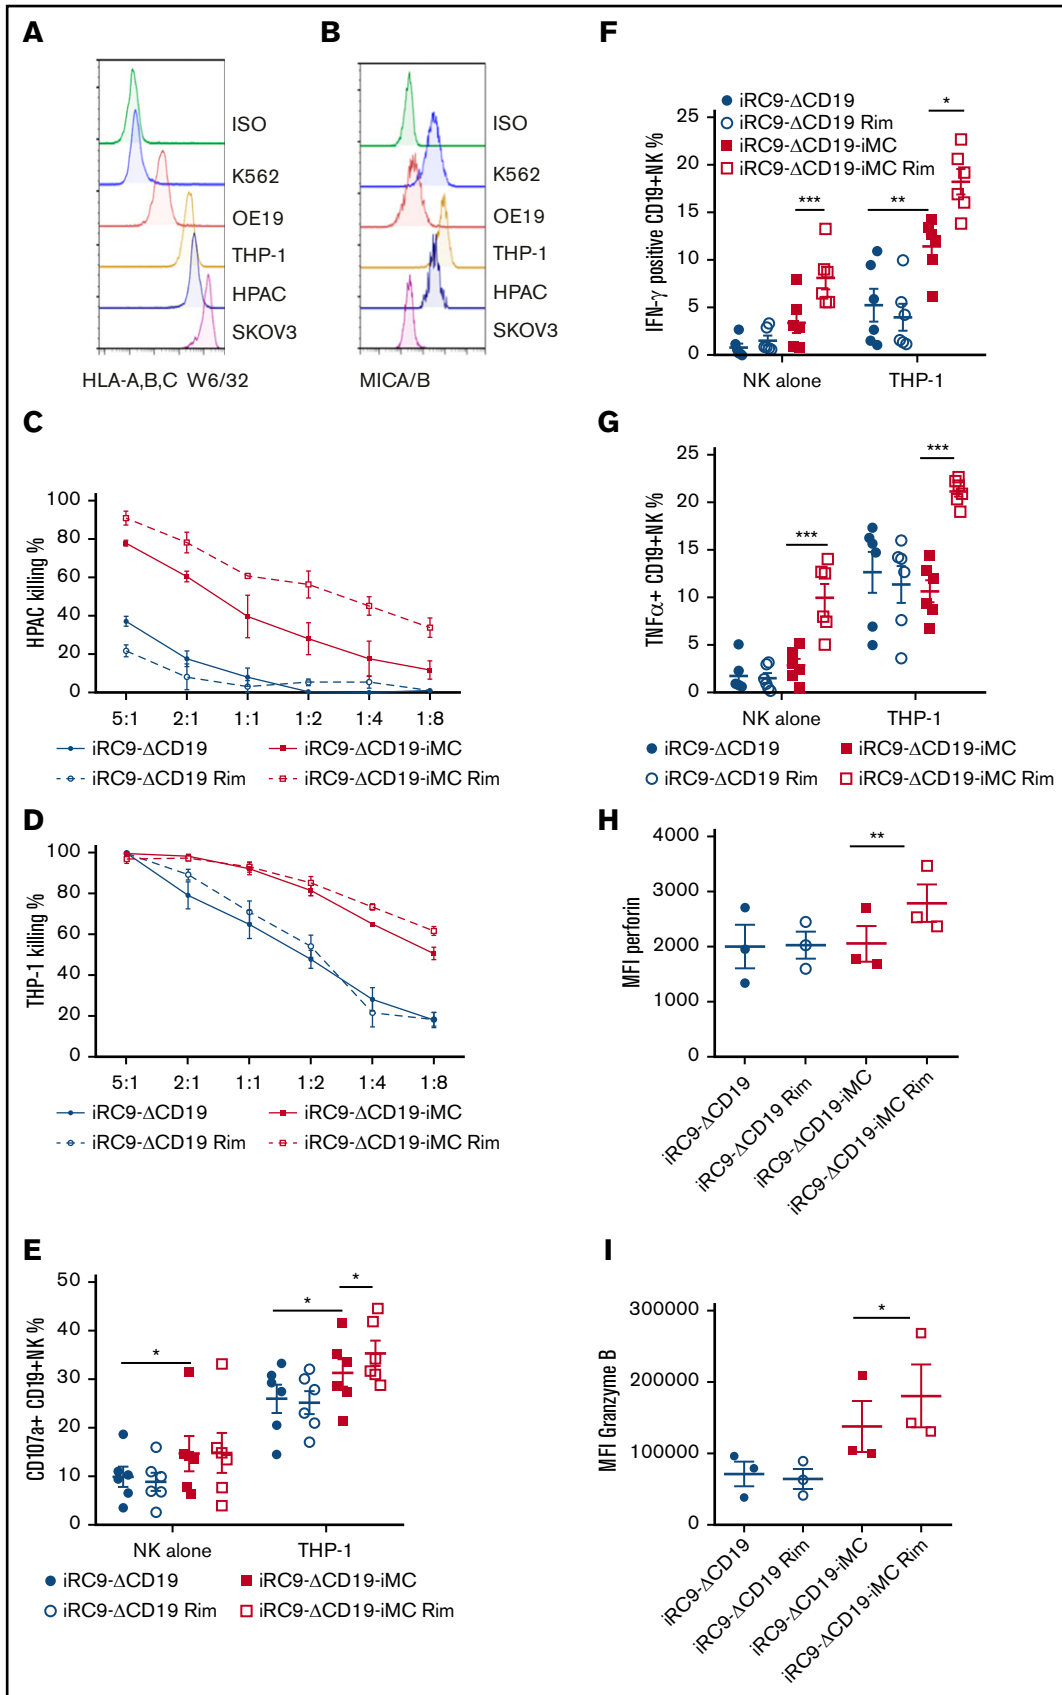 A
ISO
K562
OE19
THP-1
HPAC
SKOV3
HLA-A,B,C W6/32
B
ISO
K562
OE19
THP-1
HPAC
SKOV3
MICA/B
C
HPAC killing %
100
80
60
40
20
0
5:1 2:1 1:1 1:2 1:4 1:8
iRC9-ΔCD19 iRC9-ΔCD19-iMC
iRC9-ΔCD19 Rim iRC9-ΔCD19-iMC Rim
D
THP-1 killing %
100
80
60
40
20
0
5:1 2:1 1:1 1:2 1:4 1:8
iRC9-ΔCD19 iRC9-ΔCD19-iMC
iRC9-ΔCD19 Rim iRC9-ΔCD19-iMC Rim
E
CD107a+ CD19+NK %
50
40
30
20
10
0
*
*
*
NK alone THP-1
iRC9-ΔCD19 iRC9-ΔCD19-iMC
iRC9-ΔCD19 Rim iRC9-ΔCD19-iMC Rim
F
iRC9-ΔCD19
iRC9-ΔCD19 Rim
iRC9-ΔCD19-iMC
iRC9-ΔCD19-iMC Rim
IFN-γ positive CD19+NK %
25
20
15
10
5
0
***
**
*
NK alone THP-1
G
TNFα+ CD19+NK %
25
20
15
10
5
0
***
***
NK alone THP-1
iRC9-ΔCD19 iRC9-ΔCD19-iMC
iRC9-ΔCD19 Rim iRC9-ΔCD19-iMC Rim
H
MFI perforin
4000
3000
2000
1000
0
**
iRC9-ΔCD19
iRC9-ΔCD19 Rim
iRC9-ΔCD19-iMC
iRC9-ΔCD19-iMC Rim
I
MFI Granzyme B
300000
200000
100000
0
*
iRC9-ΔCD19
iRC9-ΔCD19 Rim
iRC9-ΔCD19-iMC
iRC9-ΔCD19-iMC Rim